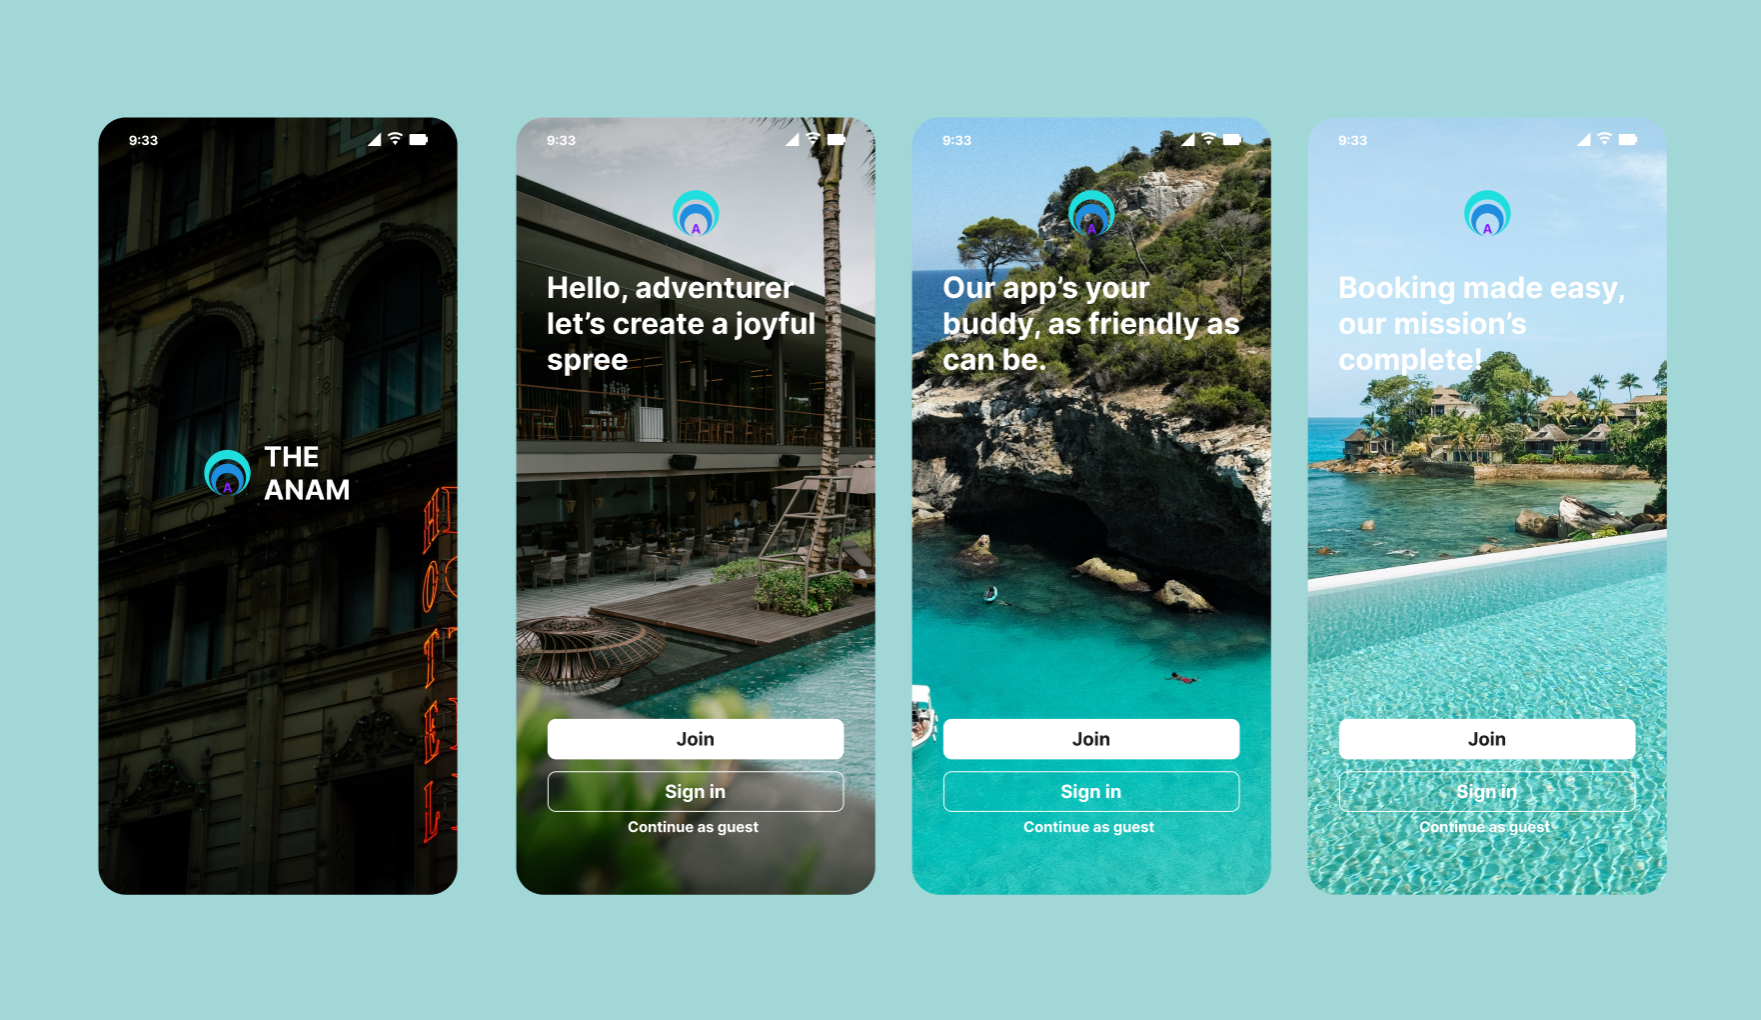 9:33
A
THE
ANAM
HOTEL
9:33
A
Hello, adventurer
let’s create a joyful
spree
Join
Sign in
Continue as guest
9:33
A
Our app’s your
buddy, as friendly as
can be.
Join
Sign in
Continue as guest
9:33
A
Booking made easy,
our mission’s
complete!
Join
Sign in
Continue as guest